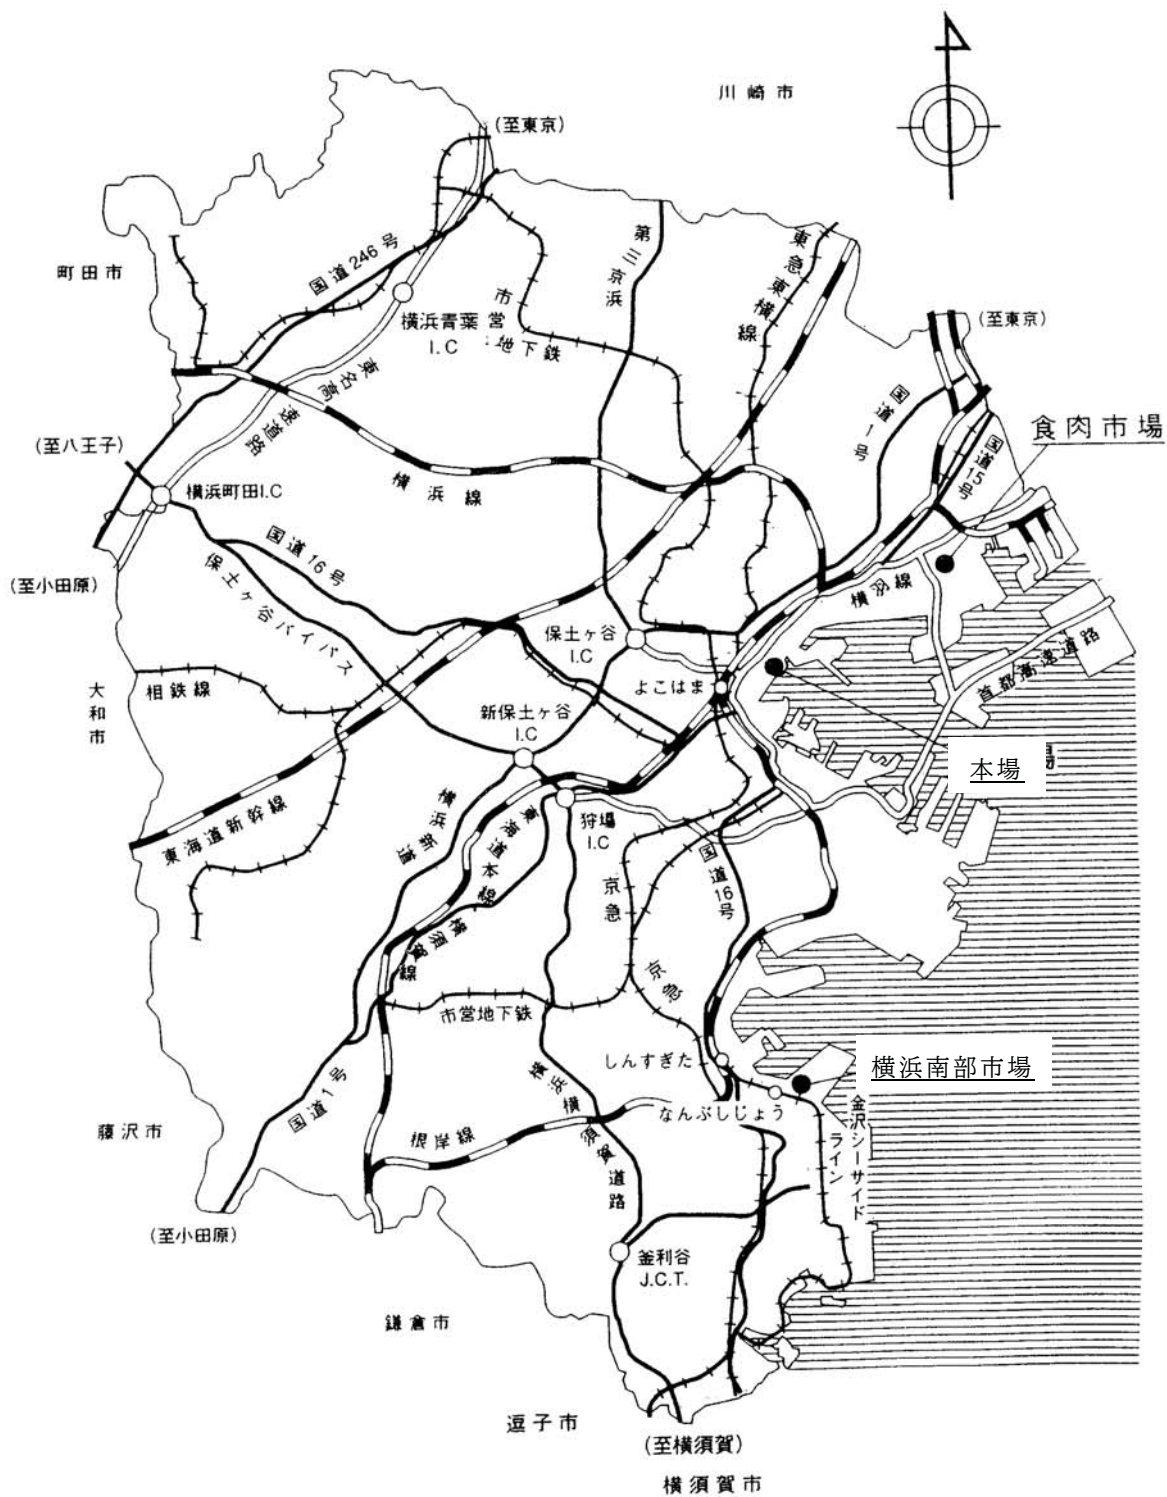 川崎市
(至東京)
町田市
国道246号
第三京浜
東急東横線
横浜青葉
I.C
市営地下鉄
(至東京)
東名高速道路
国道1号
食肉市場
国道15号
(至八王子)
横浜町田I.C
横浜線
国道16号
(至小田原)
保土ヶ谷バイパス
横羽線
保土ヶ谷
I.C
首都高速道路
よこはま
大和市
相鉄線
新保土ヶ谷
I.C
本場
場
横浜新道
東海道新幹線
東海道本線
狩場
I.C
国道16号
京急
横須賀線
京急
市営地下鉄
しんすぎた
横浜南部市場
国道1号
横浜横須賀道路
なんぶしじょう
金沢シーサイド
ライン
藤沢市
根岸線
(至小田原)
釜利谷
J.C.T.
鎌倉市
逗子市
(至横須賀)
横須賀市